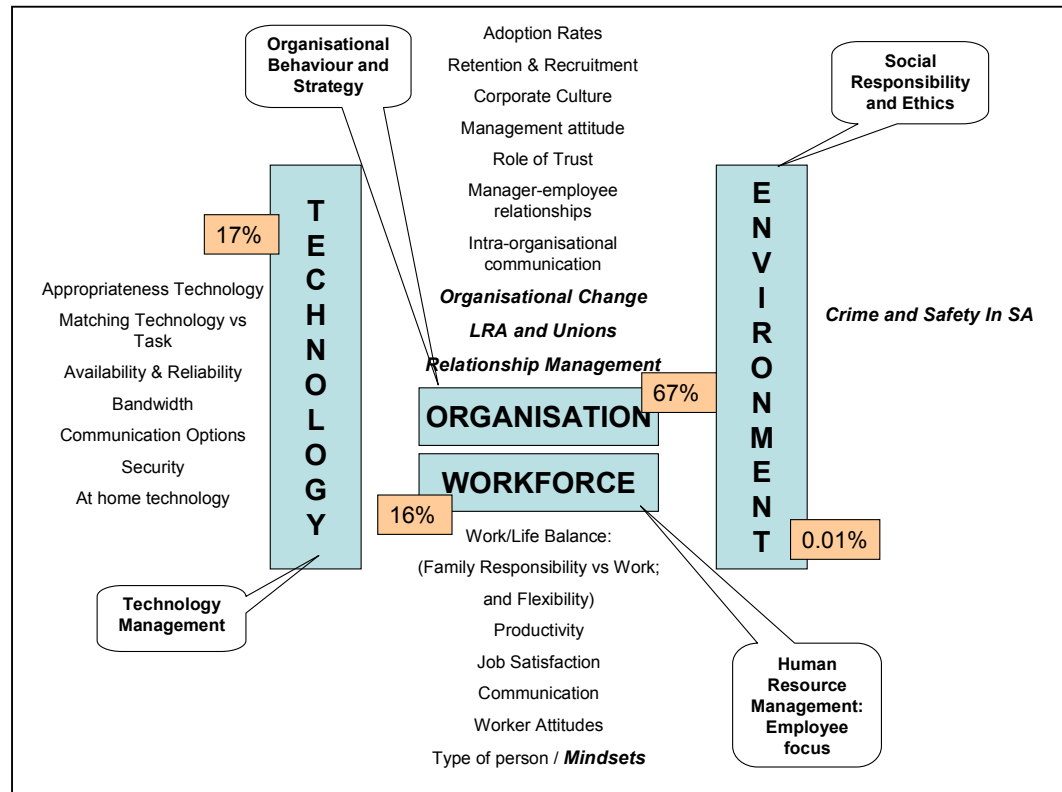 Organisational
Behaviour and
Strategy
Adoption Rates
Retention & Recruitment
Corporate Culture
Management attitude
Role of Trust
Manager-employee
relationships
Intra-organisational
communication
Organisational Change
LRA and Unions
Relationship Management
Social
Responsibility
and Ethics
TECHNOLOGY
17%
Appropriateness Technology
Matching Technology vs
Task
Availability & Reliability
Bandwidth
Communication Options
Security
At home technology
Technology
Management
ORGANISATION
67%
WORKFORCE
16%
Work/Life Balance:
(Family Responsibility vs Work;
and Flexibility)
Productivity
Job Satisfaction
Communication
Worker Attitudes
Type of person / Mindsets
ENVIRONMENT
0.01%
Crime and Safety In SA
Human
Resource
Management:
Employee
focus